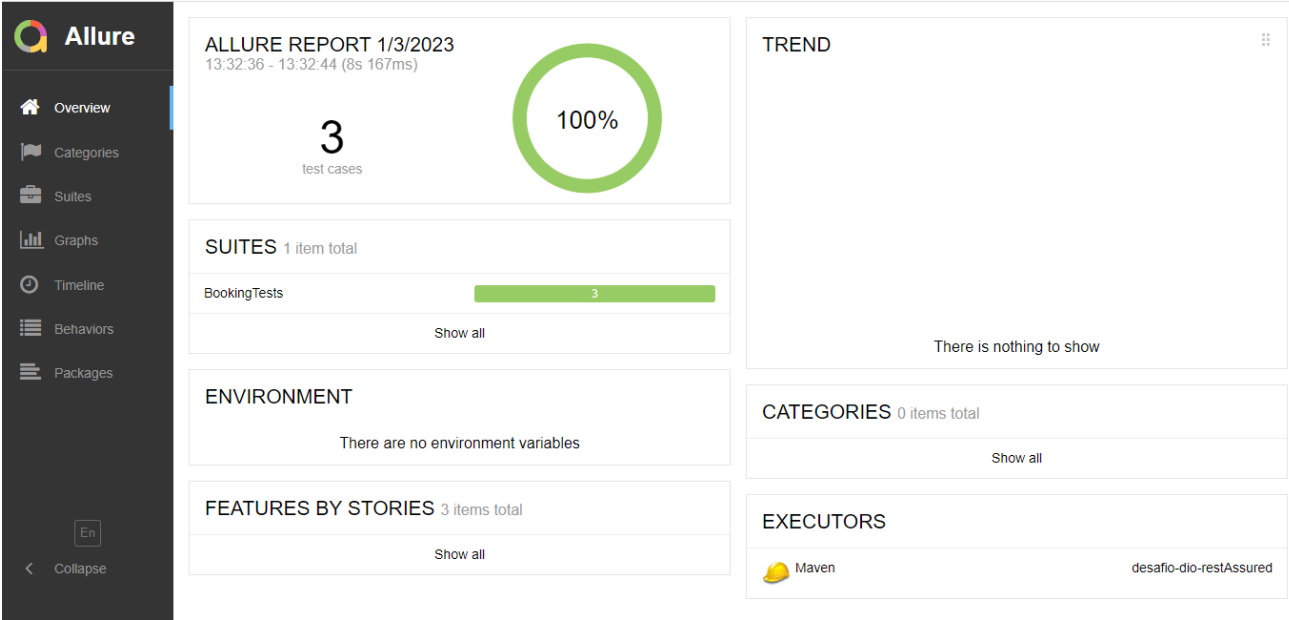 Allure
Overview
Categories
Suites
Graphs
Timeline
Behaviors
Packages
En
Collapse
ALLURE REPORT 1/3/2023
13:32:36 - 13:32:44 (8s 167ms)
3
test cases
100%
SUITES 1 item total
BookingTests 3
Show all
ENVIRONMENT
There are no environment variables
FEATURES BY STORIES 3 items total
Show all
TREND
There is nothing to show
CATEGORIES 0 items total
Show all
EXECUTORS
Maven desafio-dio-restAssured